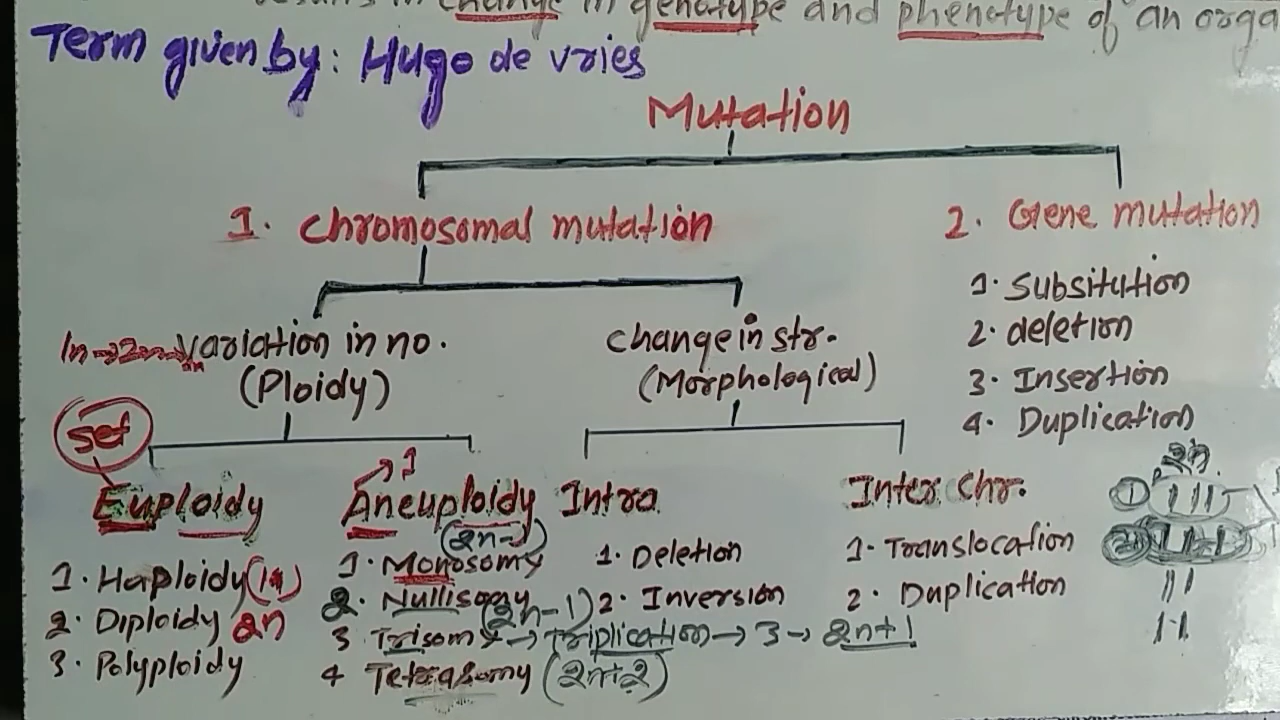 results in change in genotype and phenotype of an orga
Term given by: Hugo de vries
Mutation
1. Chromosomal mutation
2. Gene mutation
1. Subsitution
2. deletion
3. Insertion
4. Duplication
1n→2n
Variation in no.
(Ploidy)
change in str.
(Morphological)
set
Euploidy
1. Haploidy (1n)
2. Diploidy 2n
3. Polyploidy
1
Aneuploidy
1. Monosomy
2. Nullisomy (2n-1)
3 Trisomy → Triplication → 3 → 2n+1
4 Tetrasomy (2n+2)
Intra
1. Deletion
2. Inversion
Inter Chr.
1. Translocation
2. Duplication
2n
1